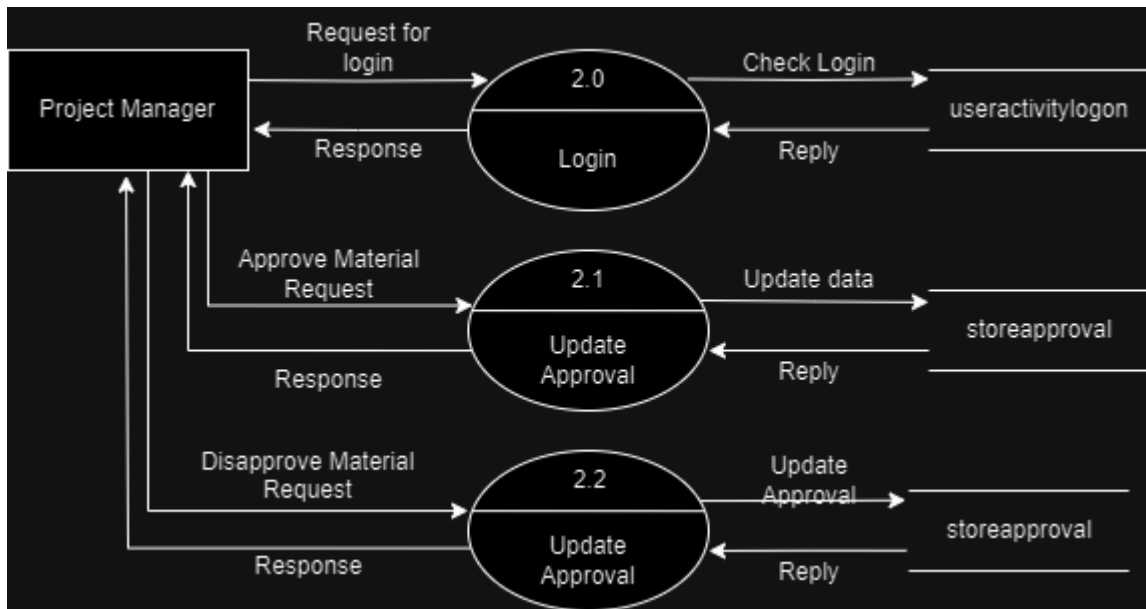 Request for
login
2.0
Check Login
Project Manager
useractivitylogon
Response
Login
Reply
Approve Material
Request
2.1
Update data
storeapproval
Response
Update
Approval
Reply
Disapprove Material
Request
2.2
Update
Approval
storeapproval
Response
Update
Approval
Reply